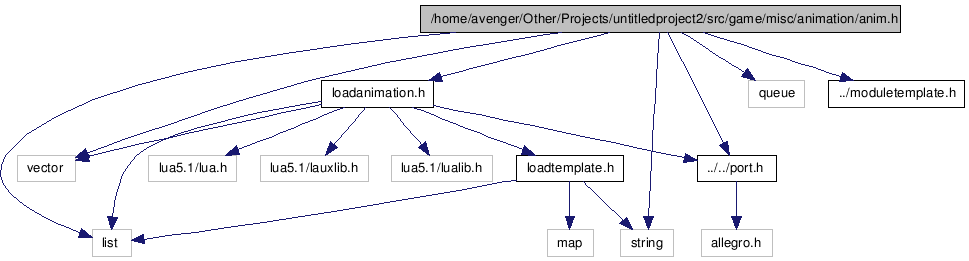 /home/avenger/Other/Projects/untitledproject2/src/game/misc/animation/anim.h
loadanimation.h
queue
../moduletemplate.h
vector
lua5.1/lua.h
lua5.1/lauxlib.h
lua5.1/lualib.h
loadtemplate.h
../../port.h
list
map
string
allegro.h